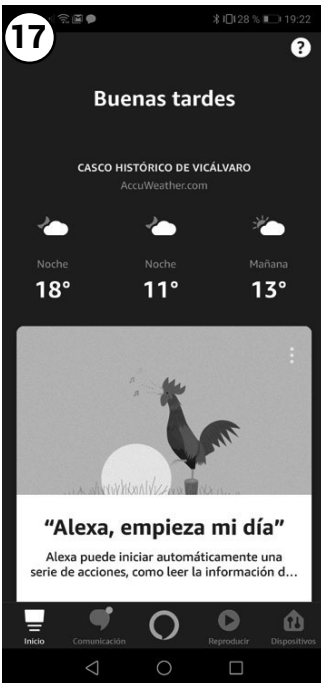 17
28 % 19:22
?
Buenas tardes
CASCO HISTÓRICO DE VICÁLVARO
AccuWeather.com
Noche Noche Mañana
18° 11° 13°
“Alexa, empieza mi día”
Alexa puede iniciar automáticamente una
serie de acciones, como leer la información d...
Inicio Comunicación Reproducir Dispositivos